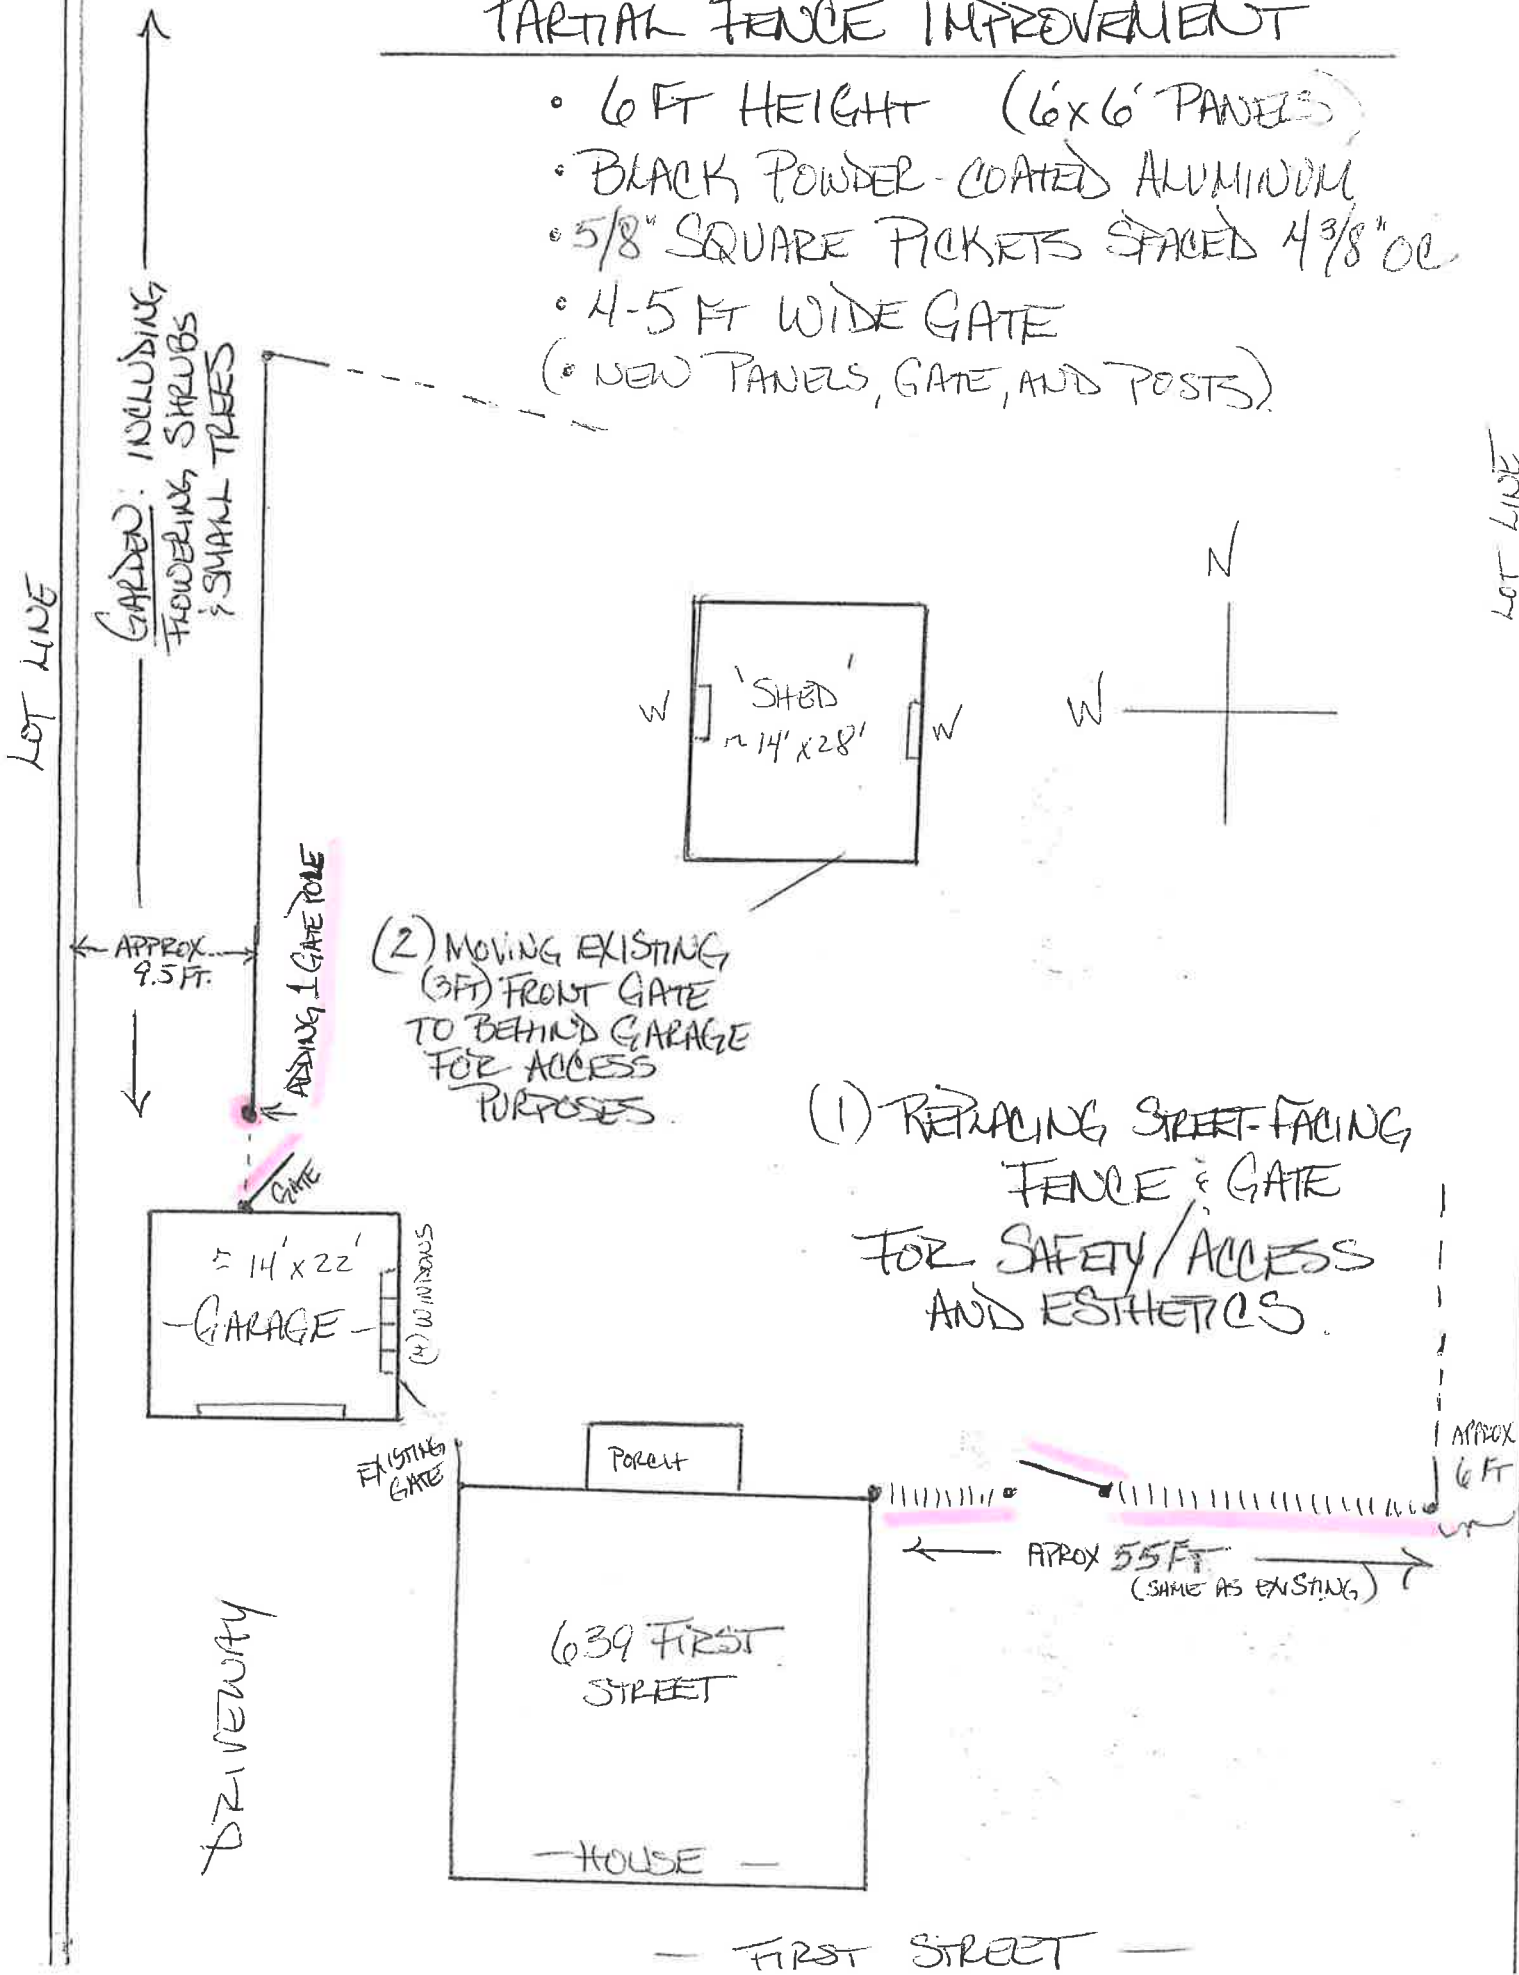 PARTIAL FENCE IMPROVEMENT
• 6 FT HEIGHT (6'x6' PANELS)
• BLACK POWDER-COATED ALUMINUM
• 5/8" SQUARE PICKETS SPACED 4 3/8" OC
• 4-5 FT WIDE GATE
(• NEW PANELS, GATE, AND POSTS)
GARDEN: INCLUDING
FLOWERING SHRUBS
& SMALL TREES
LOT LINE
LOT LINE
N
W
'SHED'
~ 14' x 28'
W
W
ADDING 1 GATE POLE
APPROX.
9.5 FT.
(2) MOVING EXISTING
(3FT) FRONT GATE
TO BEHIND GARAGE
FOR ACCESS
PURPOSES.
(1) REPLACING STREET-FACING
FENCE & GATE
FOR SAFETY/ACCESS
AND ESTHETICS.
GATE
≈ 14' x 22'
-GARAGE-
(4) WINDOWS
EXISTING
GATE
PORCH
APPROX
6 FT
APROX 55 FT.
(SAME AS EXISTING)
639 FIRST
STREET
DRIVEWAY
— HOUSE —
— FIRST STREET —